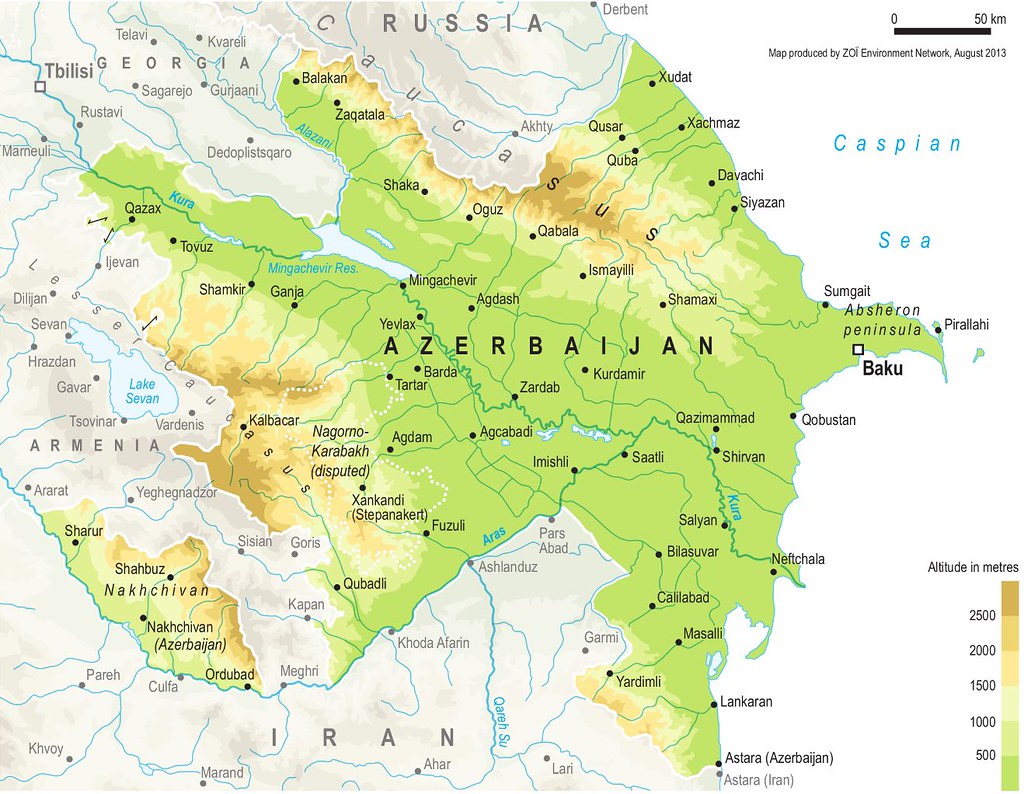 RUSSIA
Derbent
0 50 km
Map produced by ZOÏ Environment Network, August 2013
Telavi
Kvareli
GEORGIA
Tbilisi
Sagarejo
Gurjaani
Rustavi
Marneuli
Dedoplistsqaro
Balakan
Zaqatala
Alazani
Caucasus
Akhty
Xudat
Xachmaz
Qusar
Quba
Caspian
Sea
Davachi
Siyazan
Shaka
Oguz
Qabala
Ismayilli
Shamaxi
Kura
Qazax
Tovuz
Ijevan
Mingachevir Res.
Mingachevir
Shamkir
Ganja
Agdash
Sumgait
Absheron
peninsula
Pirallahi
Baku
Lesser Caucasus
Dilijan
Sevan
Hrazdan
Gavar
Lake
Sevan
Tsovinar
Vardenis
ARMENIA
Yevlax
AZERBAIJAN
Barda
Tartar
Kurdamir
Zardab
Kalbacar
Nagorno-
Karabakh
(disputed)
Agdam
Agcabadi
Qazimammad
Qobustan
Imishli
Saatli
Shirvan
Xankandi
(Stepanakert)
Kura
Ararat
Yeghegnadzor
Sharur
Sisian
Goris
Fuzuli
Aras
Pars
Abad
Salyan
Shahbuz
Nakhchivan
Ashlanduz
Bilasuvar
Neftchala
Qubadli
Kapan
Calilabad
Nakhchivan
(Azerbaijan)
Khoda Afarin
Garmi
Masalli
Ordubad
Meghri
Pareh
Culfa
Yardimli
Qareh Su
Lankaran
IRAN
Khvoy
Marand
Ahar
Lari
Astara (Azerbaijan)
Astara (Iran)
Altitude in metres
2500
2000
1500
1000
500